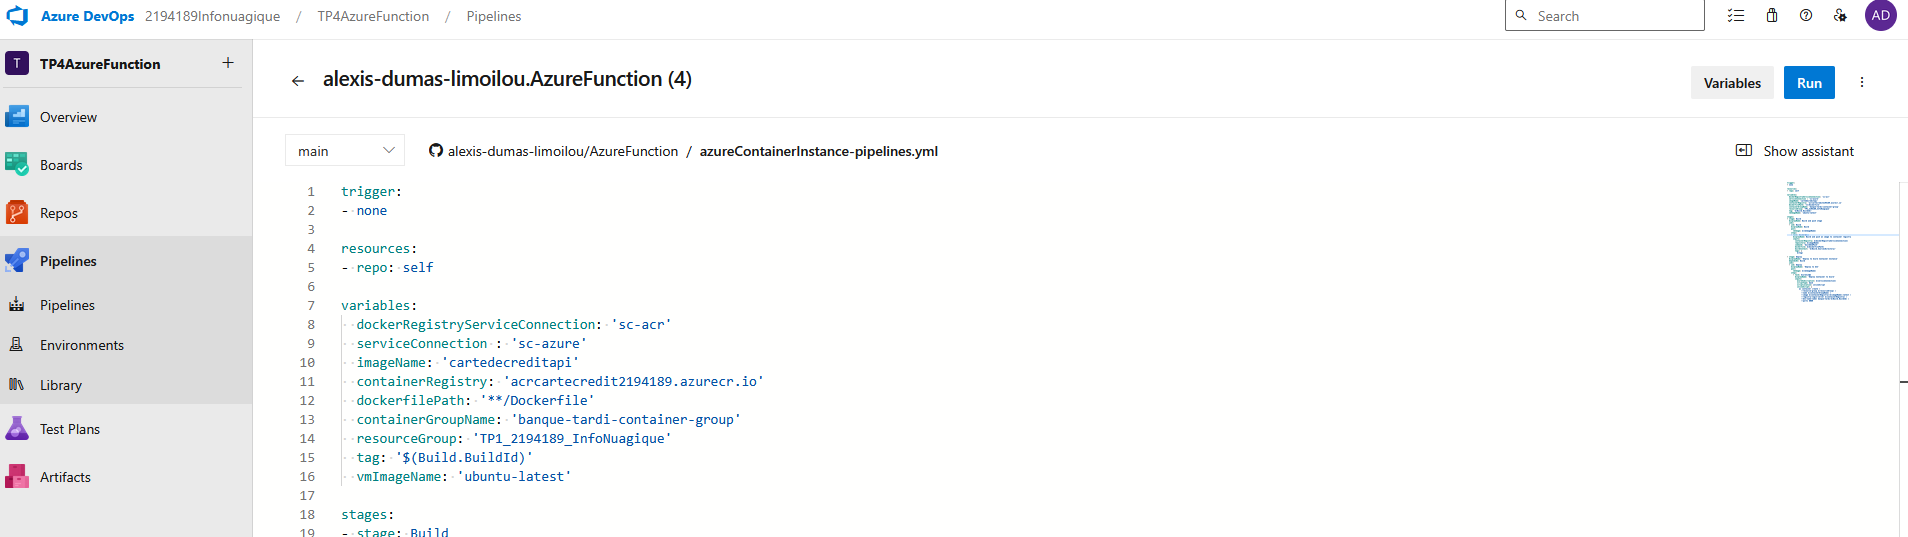 Azure DevOps 2194189Infonuagique / TP4AzureFunction / Pipelines
Search
AD
T TP4AzureFunction +
Overview
Boards
Repos
Pipelines
Pipelines
Environments
Library
Test Plans
Artifacts
alexis-dumas-limoilou.AzureFunction (4)
Variables
Run
main
alexis-dumas-limoilou/AzureFunction / azureContainerInstance-pipelines.yml
Show assistant
1 trigger:
2 - none
3
4 resources:
5 - repo: self
6
7 variables:
8   dockerRegistryServiceConnection: 'sc-acr'
9   serviceConnection : 'sc-azure'
10   imageName: 'cartedecreditapi'
11   containerRegistry: 'acrcartecredit2194189.azurecr.io'
12   dockerfilePath: '**/Dockerfile'
13   containerGroupName: 'banque-tardi-container-group'
14   resourceGroup: 'TP1_2194189_InfoNuagique'
15   tag: '$(Build.BuildId)'
16   vmImageName: 'ubuntu-latest'
17
18 stages:
19 - stage: Build